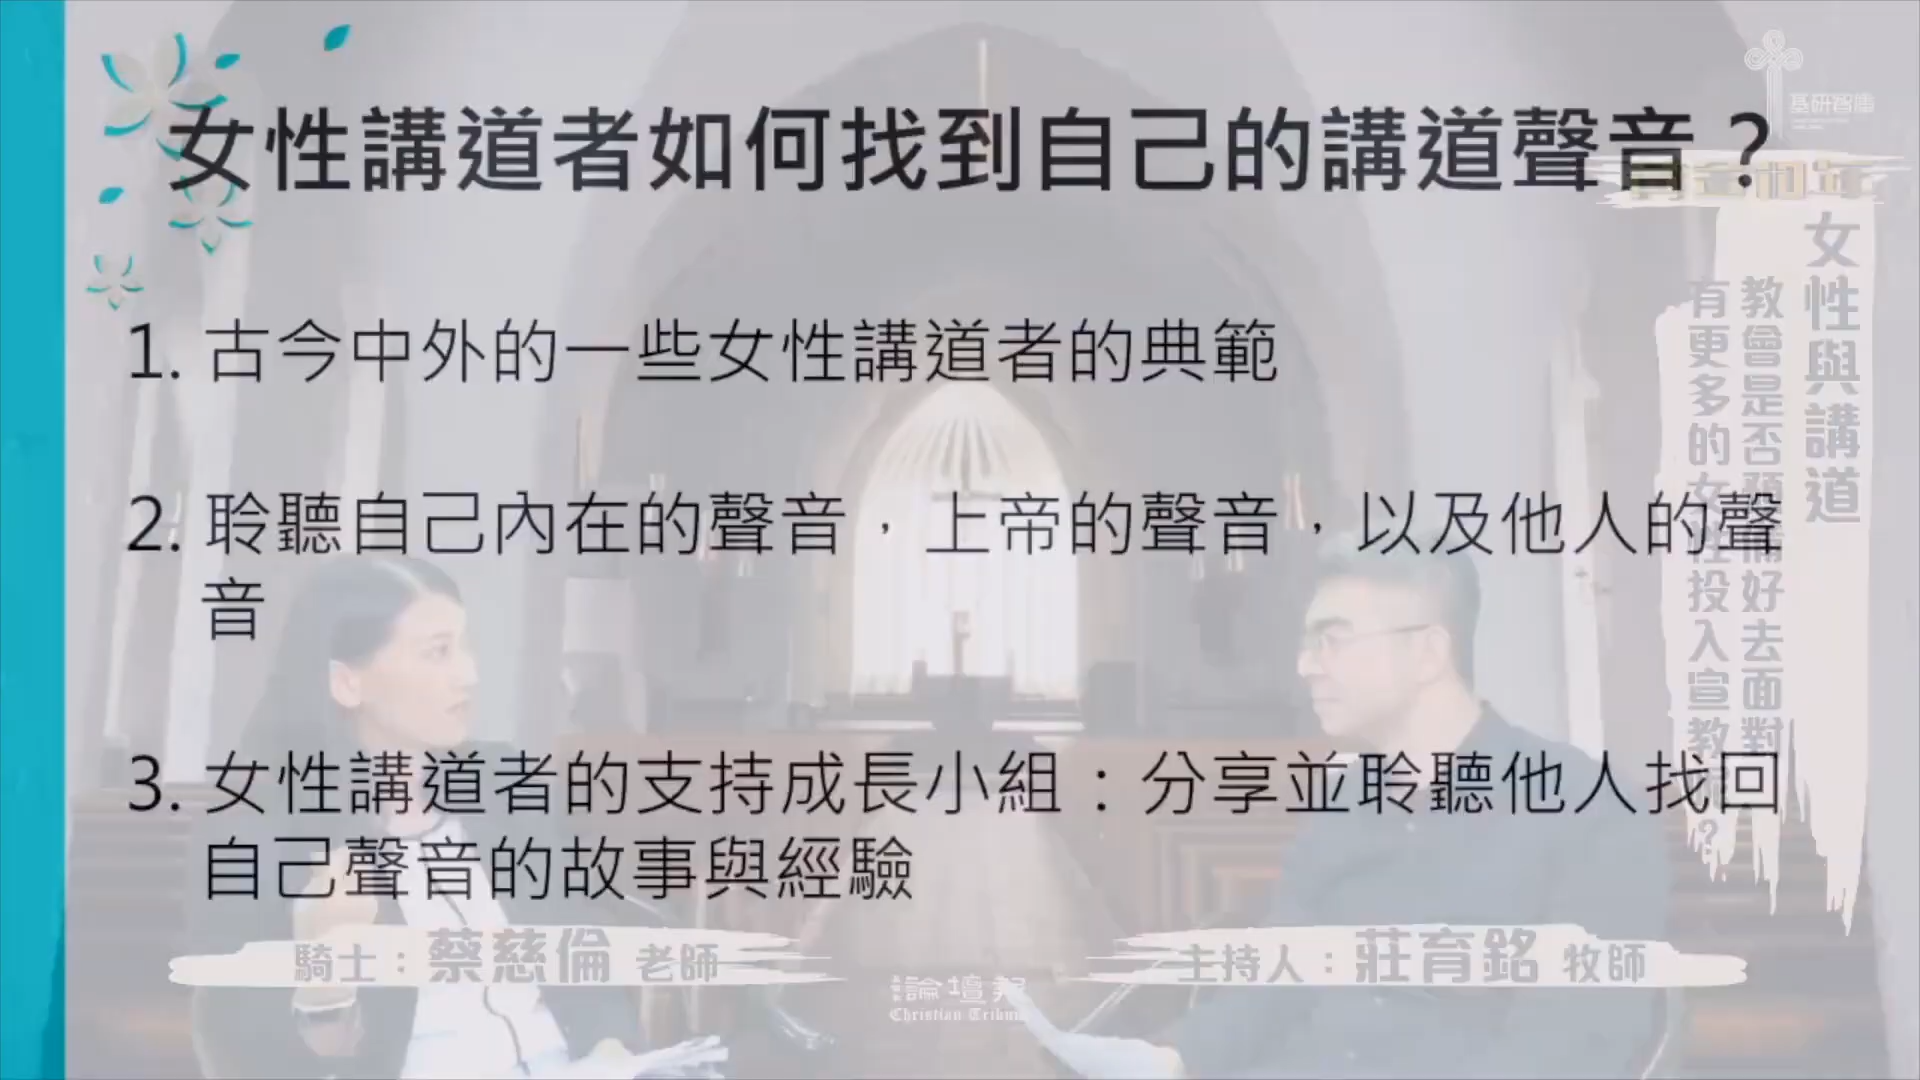 女性講道者如何找到自己的講道聲音？
1. 古今中外的一些女性講道者的典範
2. 聆聽自己內在的聲音，上帝的聲音，以及他人的聲
音
3. 女性講道者的支持成長小組：分享並聆聽他人找回
自己聲音的故事與經驗
基研智庫
女性與講道
教會是否預備好去面對
有更多的女性投入宣教
騎士：蔡慈倫 老師
主持人：莊育銘 牧師
論壇報
Christian Tribune